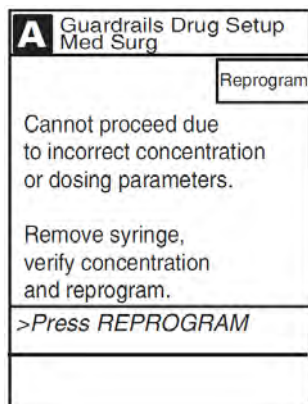 A Guardrails Drug Setup
Med Surg
Reprogram
Cannot proceed due
to incorrect concentration
or dosing parameters.
Remove syringe,
verify concentration
and reprogram.
>Press REPROGRAM